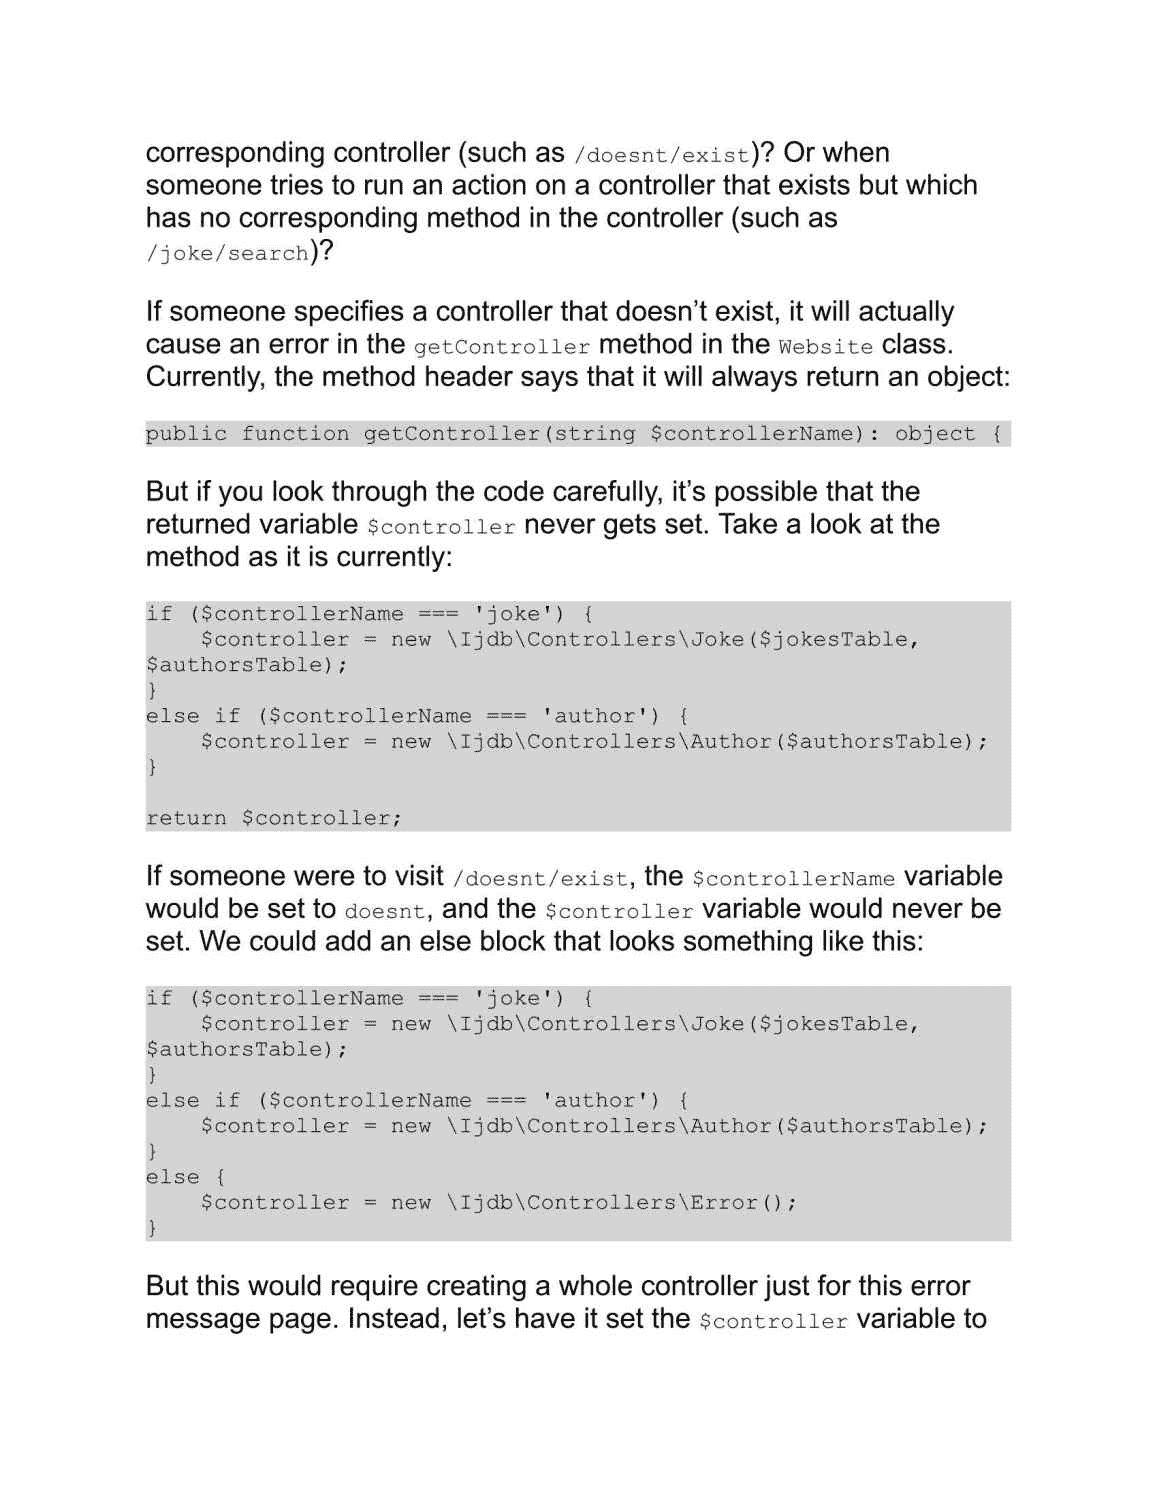 corresponding controller (such as /doesnt/exist)? Or when
someone tries to run an action on a controller that exists but which
has no corresponding method in the controller (such as
/joke/search)?
If someone specifies a controller that doesn’t exist, it will actually
cause an error in the getController method in the Website class.
Currently, the method header says that it will always return an object:
public function getController(string $controllerName): object {
But if you look through the code carefully, it’s possible that the
returned variable $controller never gets set. Take a look at the
method as it is currently:
if ($controllerName === 'joke') {
    $controller = new \Ijdb\Controllers\Joke($jokesTable,
$authorsTable);
}
else if ($controllerName === 'author') {
    $controller = new \Ijdb\Controllers\Author($authorsTable);
}
return $controller;
If someone were to visit /doesnt/exist, the $controllerName variable
would be set to doesnt, and the $controller variable would never be
set. We could add an else block that looks something like this:
if ($controllerName === 'joke') {
    $controller = new \Ijdb\Controllers\Joke($jokesTable,
$authorsTable);
}
else if ($controllerName === 'author') {
    $controller = new \Ijdb\Controllers\Author($authorsTable);
}
else {
    $controller = new \Ijdb\Controllers\Error();
}
But this would require creating a whole controller just for this error
message page. Instead, let’s have it set the $controller variable to